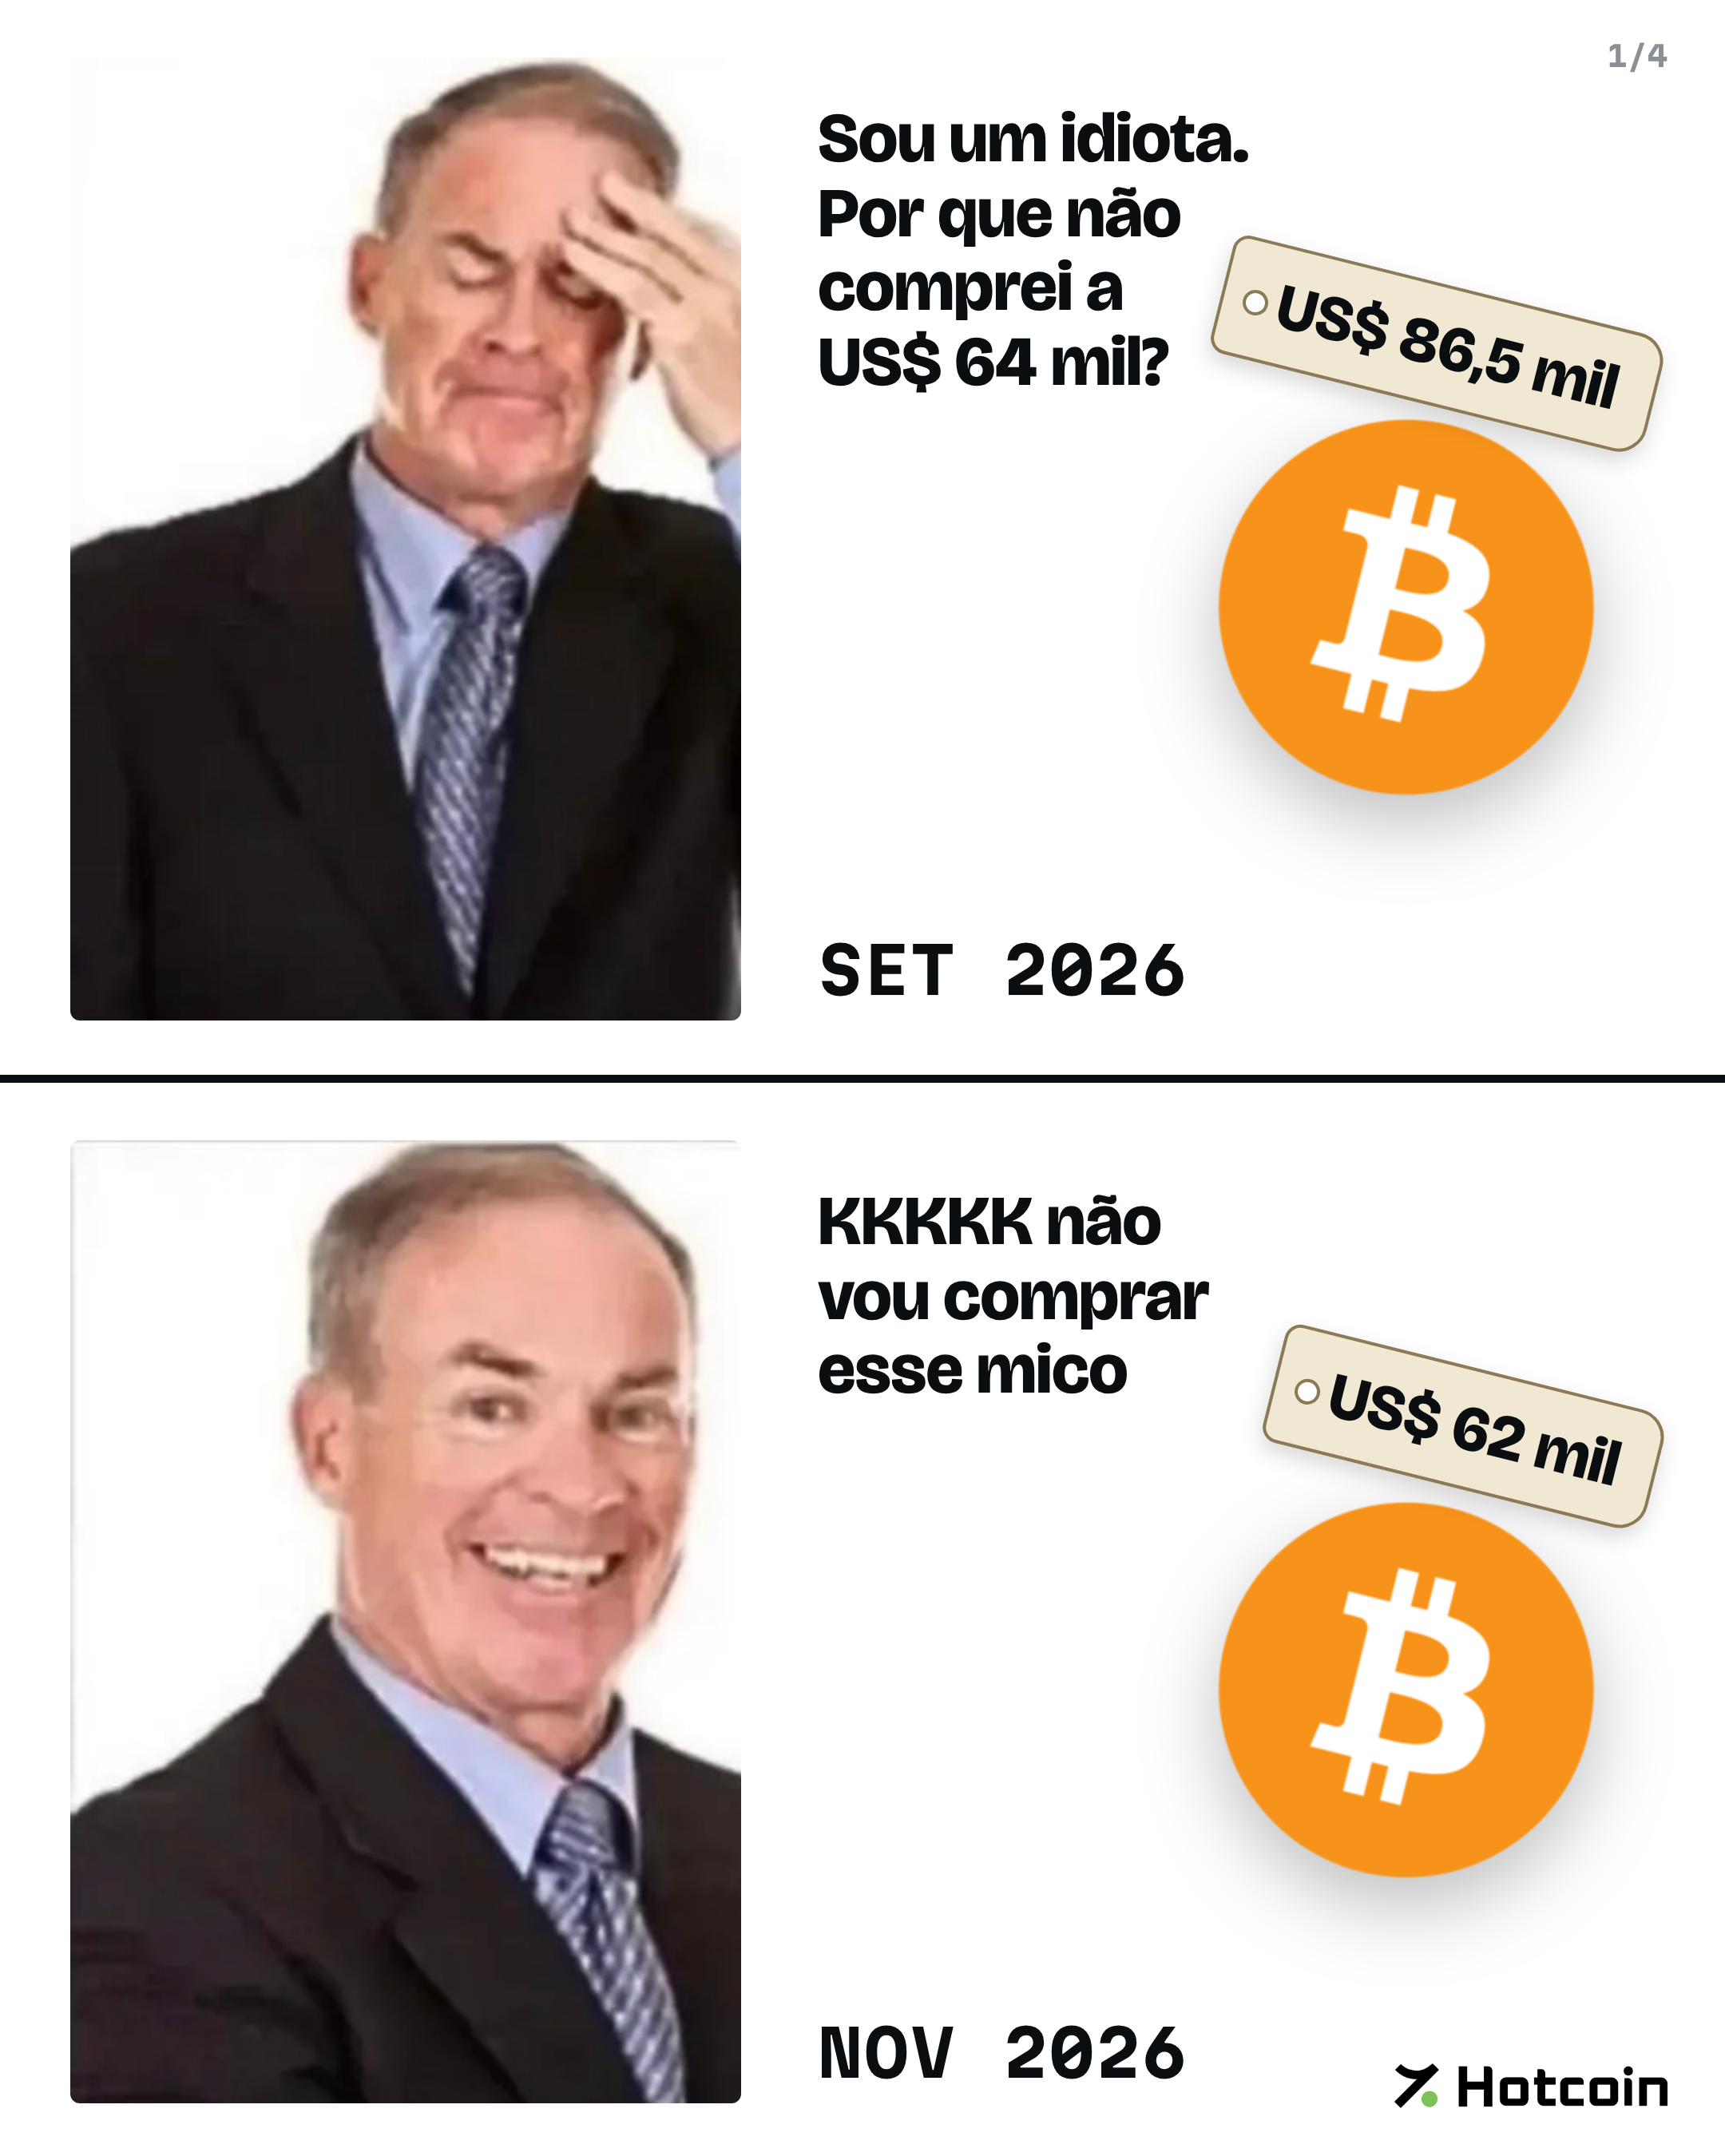 1/4
Sou um idiota.
Por que não
comprei a
US$ 64 mil?
US$ 86,5 mil
SET 2026
KKKKK não
vou comprar
esse mico
US$ 62 mil
NOV 2026
Hotcoin